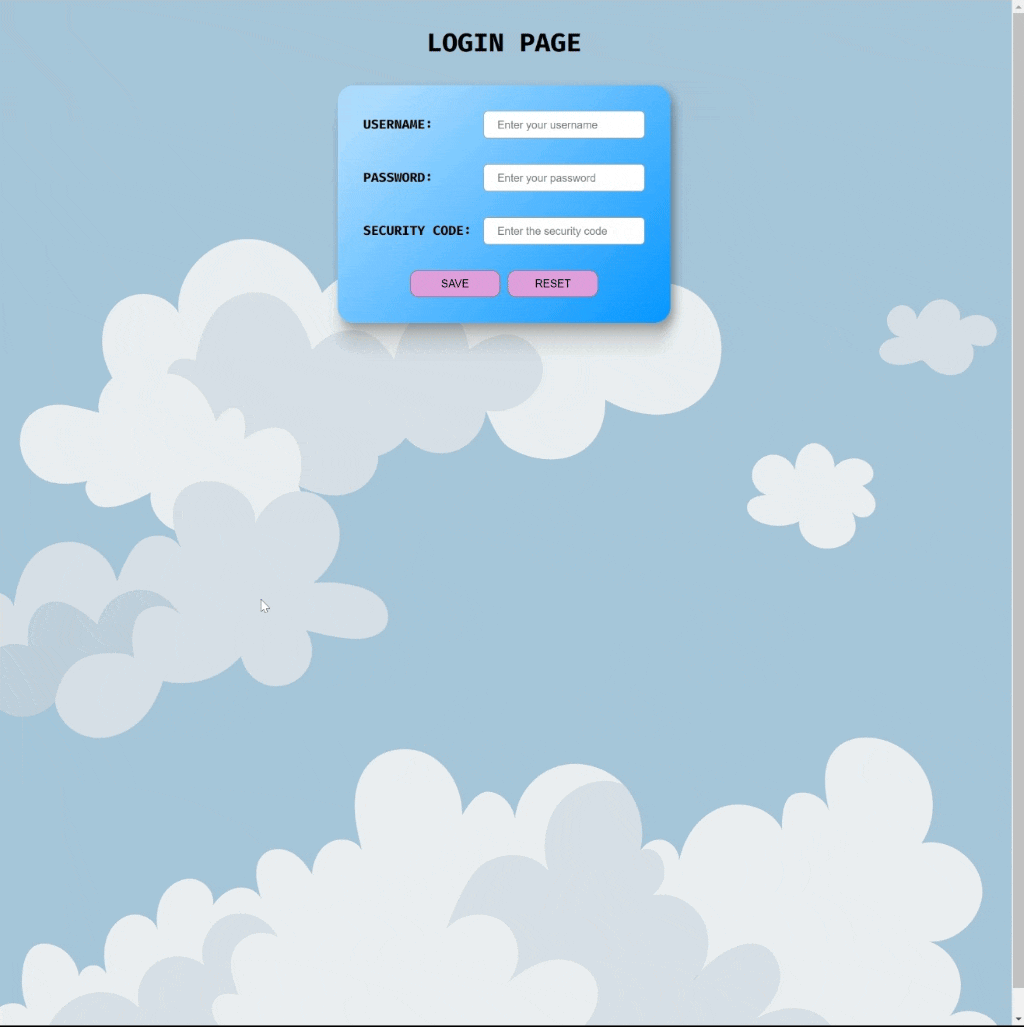 LOGIN PAGE
USERNAME: Enter your username
PASSWORD: Enter your password
SECURITY CODE: Enter the security code
SAVE RESET